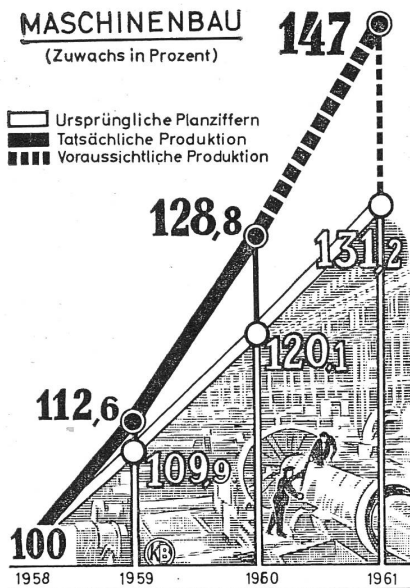 MASCHINENBAU
(Zuwachs in Prozent)
147
Ursprüngliche Planziffern
Tatsächliche Produktion
Voraussichtliche Produktion
128,8
131,2
120,1
112,6
109,9
100
KB
1958 1959 1960 1961